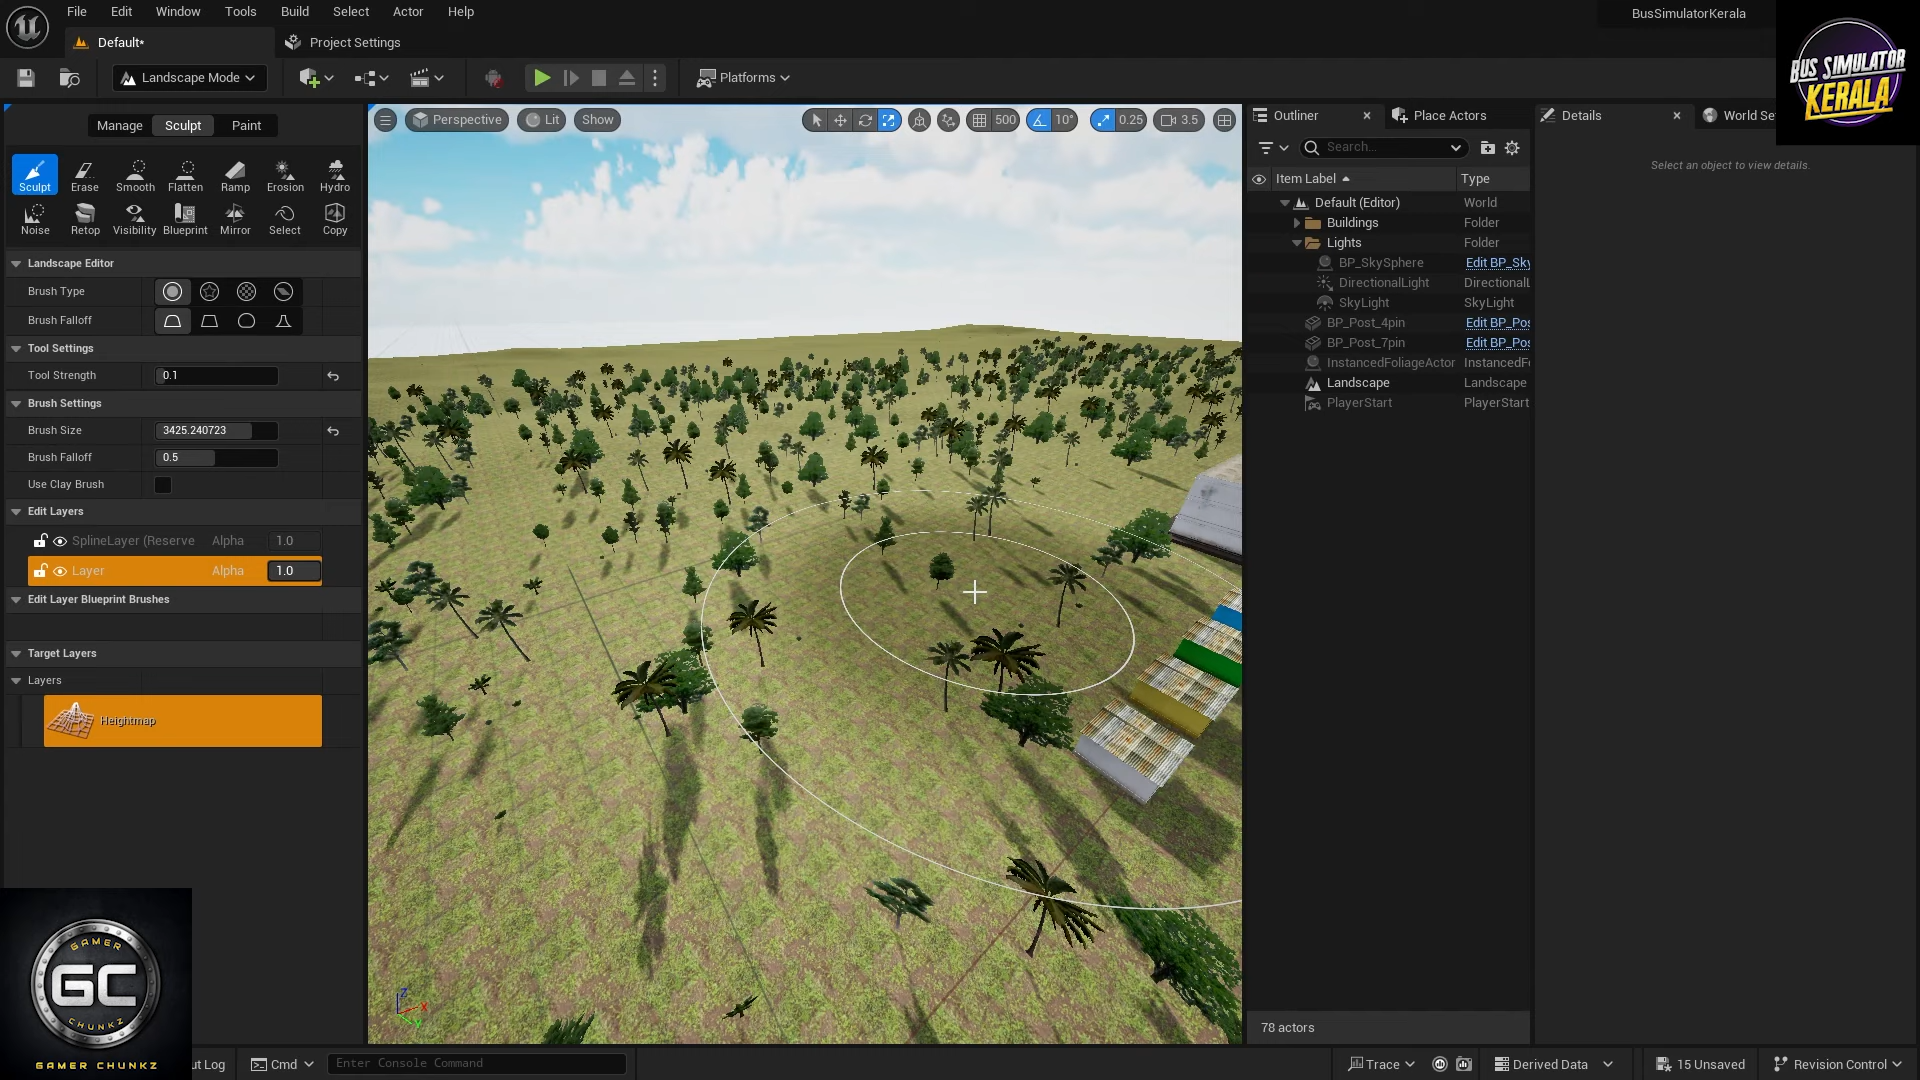 File Edit Window Tools Build Select Actor Help
BusSimulatorKerala
Default*
Project Settings
Landscape Mode
Platforms
BUS SIMULATOR
KERALA
Manage Sculpt Paint
Sculpt Erase Smooth Flatten Ramp Erosion Hydro
Noise Retop Visibility Blueprint Mirror Select Copy
Landscape Editor
Brush Type
Brush Falloff
Tool Settings
Tool Strength 0.1
Brush Settings
Brush Size 3425.240723
Brush Falloff 0.5
Use Clay Brush
Edit Layers
SplineLayer (Reserve Alpha 1.0
Layer Alpha 1.0
Edit Layer Blueprint Brushes
Target Layers
Layers
Heightmap
Perspective Lit Show
500 10° 0.25 3.5
Outliner
Place Actors
Search...
Item Label Type
Default (Editor) World
Buildings Folder
Lights Folder
BP_SkySphere Edit BP_Sky
DirectionalLight DirectionalL
SkyLight SkyLight
BP_Post_4pin Edit BP_Pos
BP_Post_7pin Edit BP_Pos
InstancedFoliageActor InstancedF
Landscape Landscape
PlayerStart PlayerStart
78 actors
Details
World Se
Select an object to view details.
GAMER
GC
CHUNKZ
GAMER CHUNKZ
ut Log
Cmd
Enter Console Command
Trace
Derived Data
15 Unsaved
Revision Control